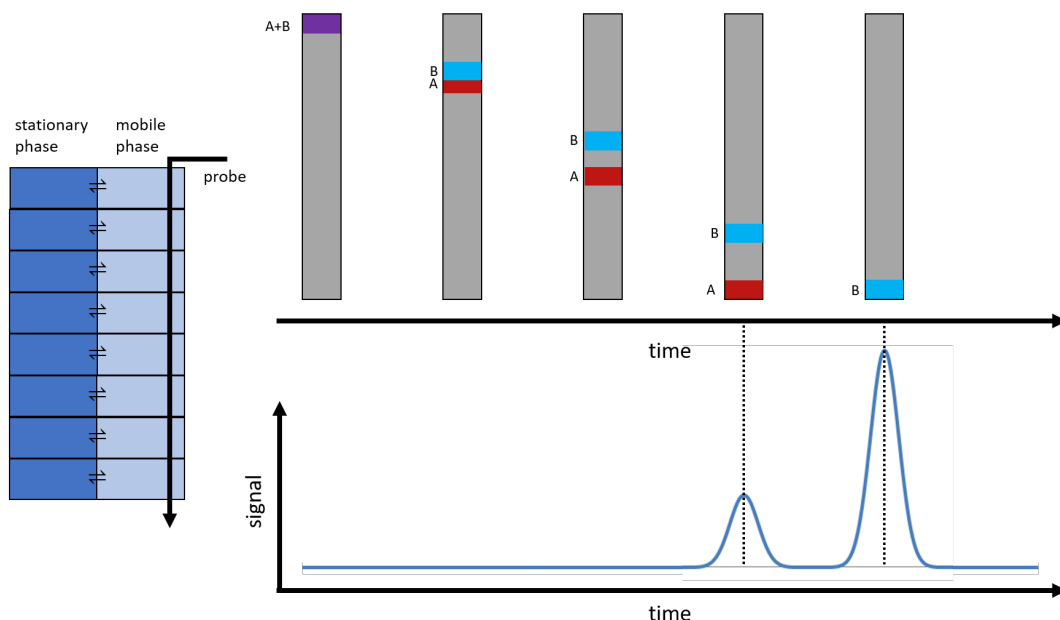 A+B
B
A
B
A
B
A
B
stationary
phase
mobile
phase
probe
time
signal
time